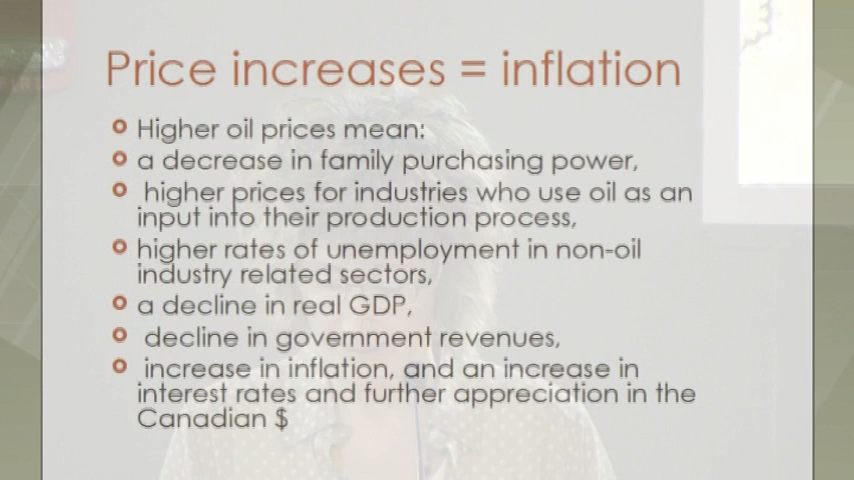 Price increases = inflation
Higher oil prices mean:
a decrease in family purchasing power,
higher prices for industries who use oil as an
input into their production process,
higher rates of unemployment in non-oil
industry related sectors,
a decline in real GDP,
decline in government revenues,
increase in inflation, and an increase in
interest rates and further appreciation in the
Canadian $